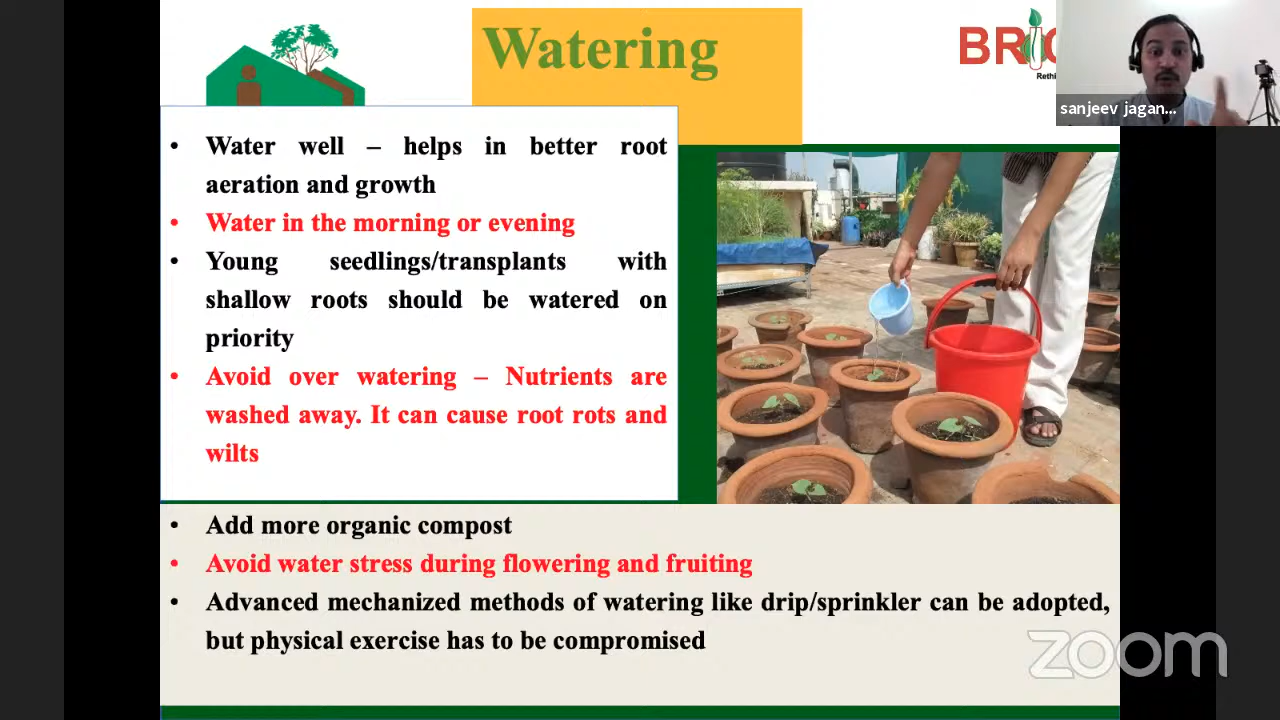 Watering
BRIC
Rethi
sanjeev jagan...
• Water well – helps in better root
aeration and growth
• Water in the morning or evening
• Young seedlings/transplants with
shallow roots should be watered on
priority
• Avoid over watering – Nutrients are
washed away. It can cause root rots and
wilts
• Add more organic compost
• Avoid water stress during flowering and fruiting
• Advanced mechanized methods of watering like drip/sprinkler can be adopted,
but physical exercise has to be compromised
zoom